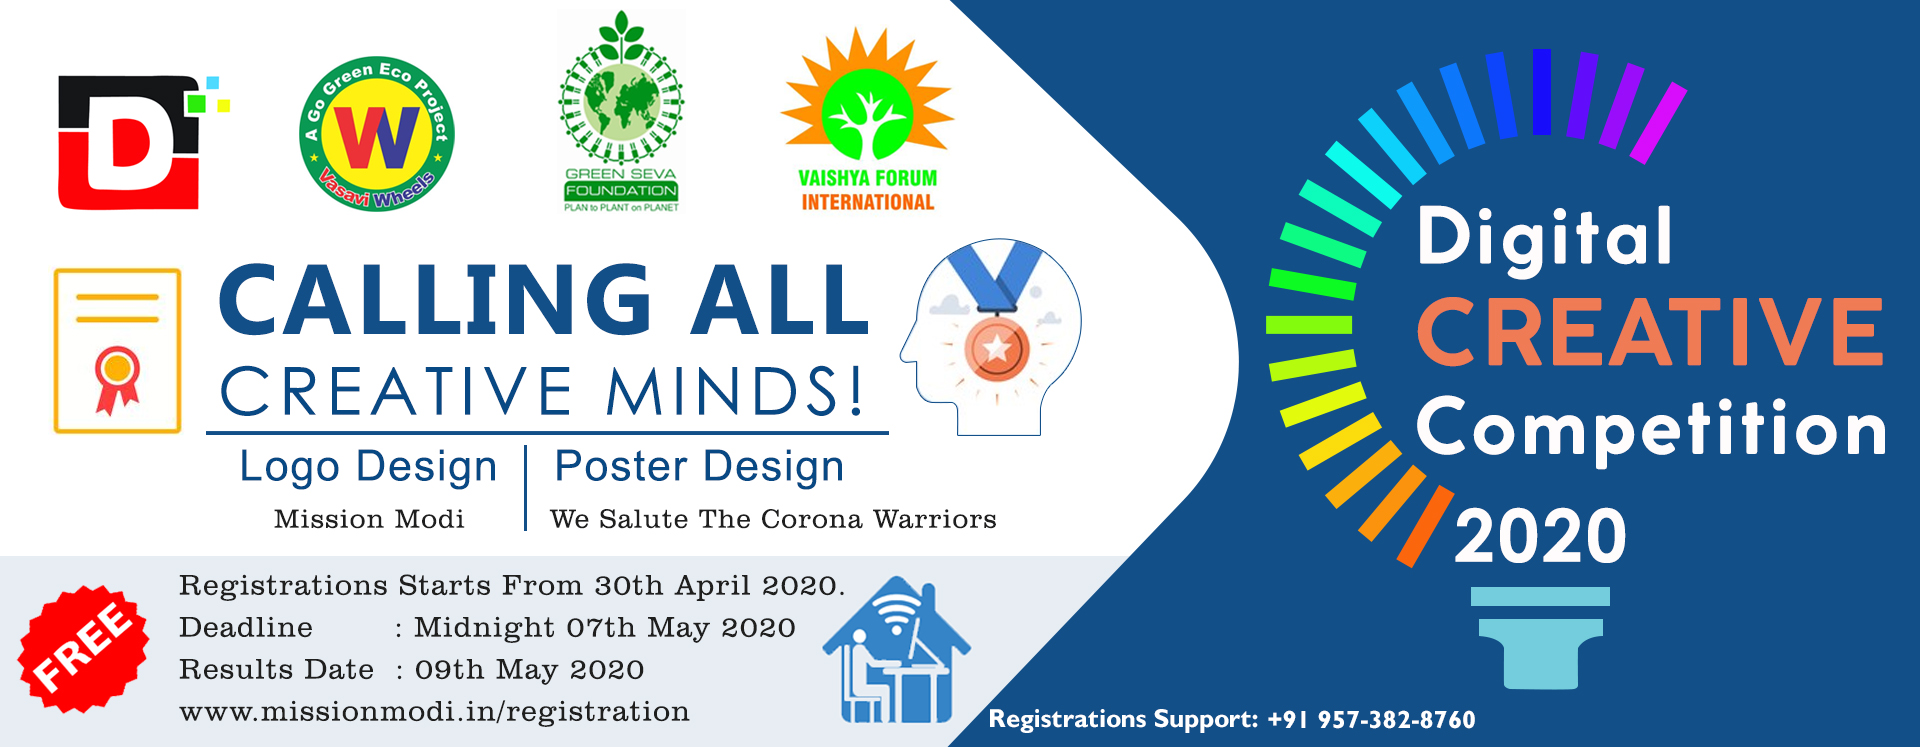 D
A Go Green Eco Project
W
Vasavi Wheels
GREEN SEVA
FOUNDATION
PLAN to PLANT on PLANET
VAISHYA FORUM
INTERNATIONAL
CALLING ALL
CREATIVE MINDS!
Logo Design
Mission Modi
Poster Design
We Salute The Corona Warriors
FREE
Registrations Starts From 30th April 2020.
Deadline : Midnight 07th May 2020
Results Date : 09th May 2020
www.missionmodi.in/registration
Digital
CREATIVE
Competition
2020
Registrations Support: +91 957-382-8760